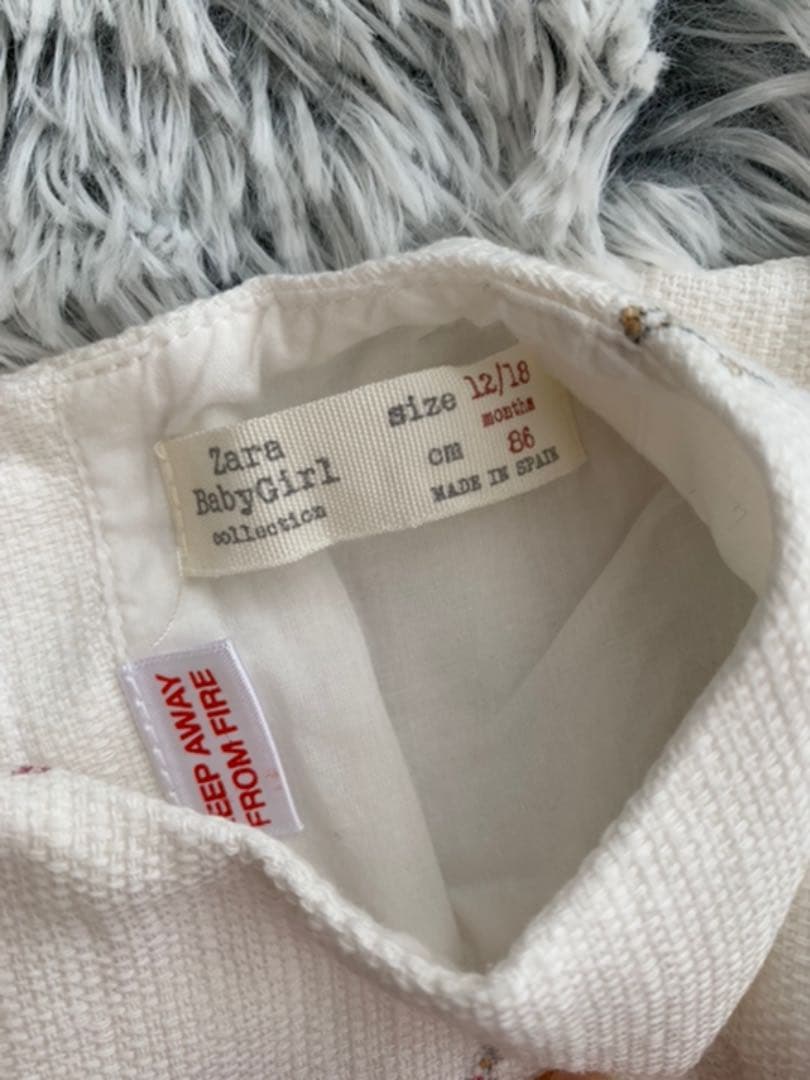 Zara
BabyGirl
collection
size 12/18
months
cm 86
MADE IN SPAIN
EEP AWAY
FROM FIRE